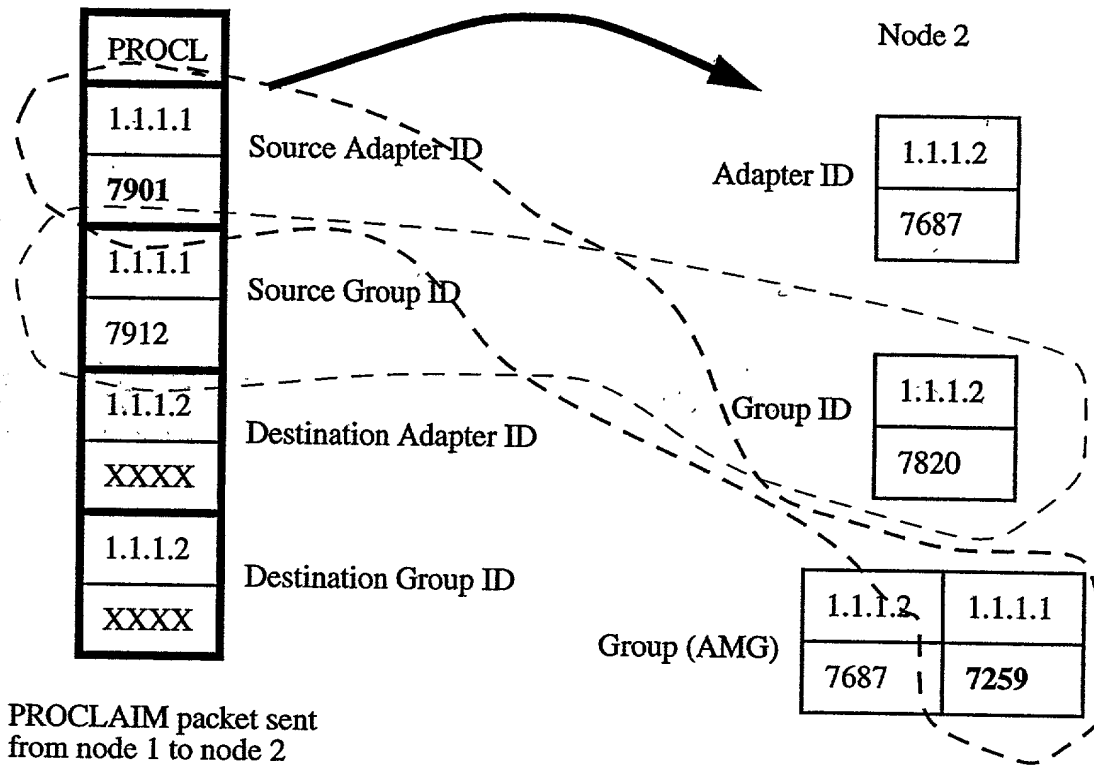 PROCL
1.1.1.1
7901
Source Adapter ID
1.1.1.1
7912
Source Group ID
1.1.1.2
XXXX
Destination Adapter ID
1.1.1.2
XXXX
Destination Group ID
PROCLAIM packet sent
from node 1 to node 2
Node 2
Adapter ID
1.1.1.2
7687
Group ID
1.1.1.2
7820
Group (AMG)
1.1.1.2 1.1.1.1
7687 7259